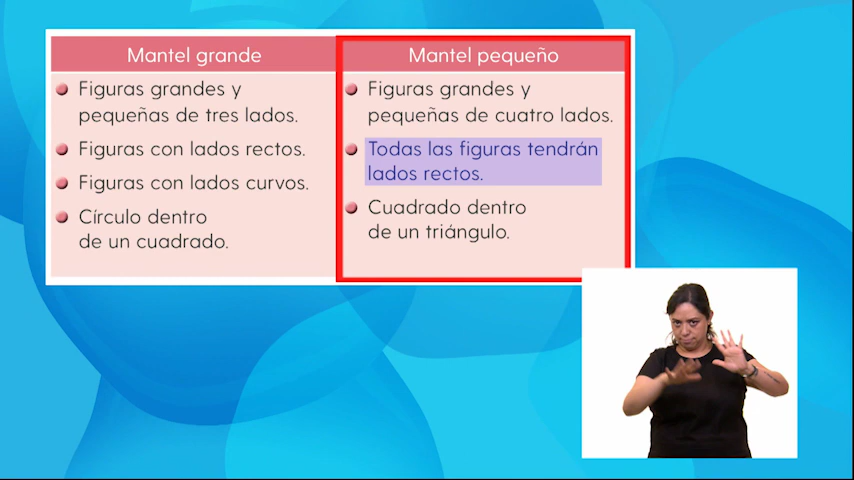 Mantel grande
Figuras grandes y
pequeñas de tres lados.
Figuras con lados rectos.
Figuras con lados curvos.
Círculo dentro
de un cuadrado.
Mantel pequeño
Figuras grandes y
pequeñas de cuatro lados.
Todas las figuras tendrán
lados rectos.
Cuadrado dentro
de un triángulo.